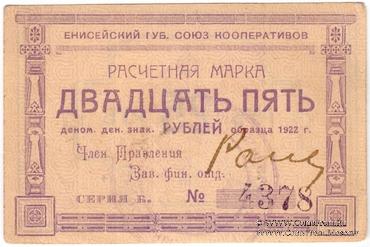 ЕНИСЕЙСКІЙ ГУБ. СОЮЗ КООПЕРАТИВОВ
РАСЧЕТНАЯ МАРКА
ДВАДЦАТЬ ПЯТЬ
деном. ден. знак. РУБЛЕЙ образца 1922 г.
Член Правления
Зав. фин. отд.
СЕРИЯ Б. № 4378